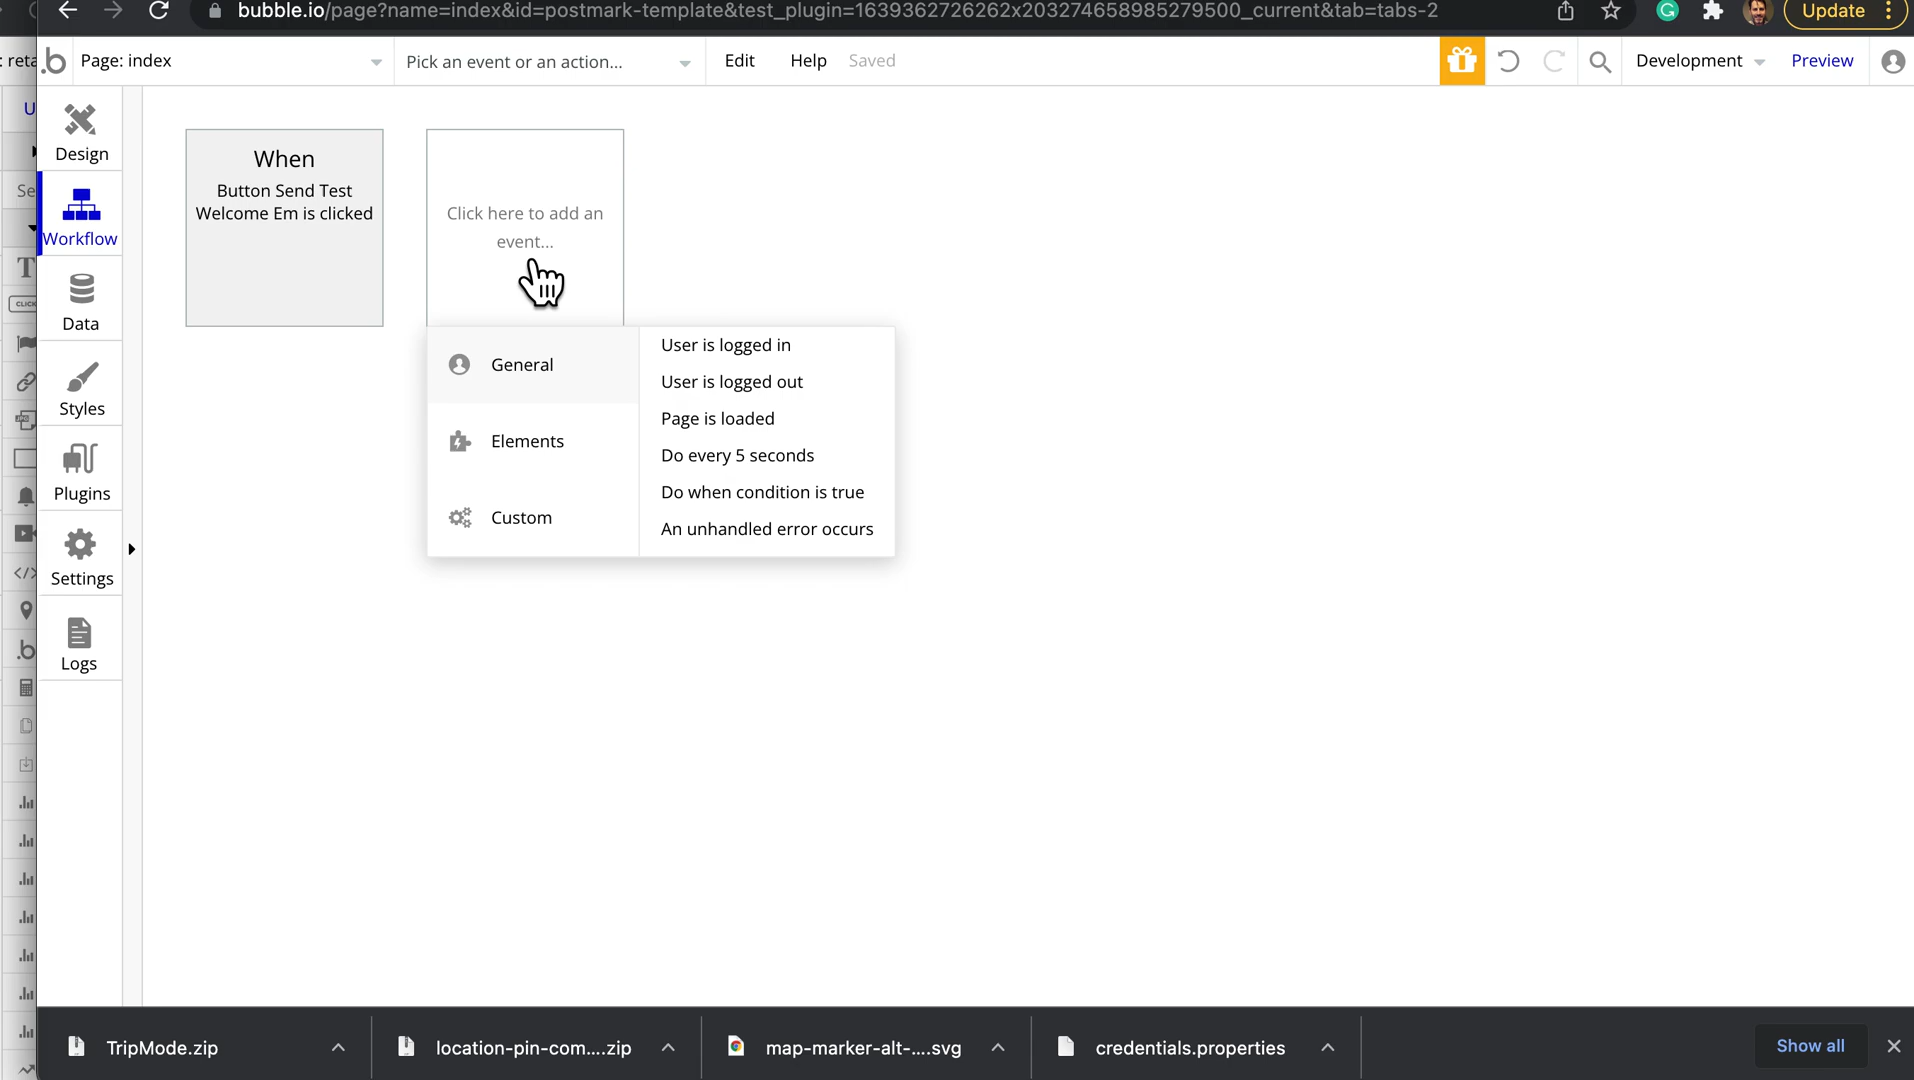 bubble.io/page?name=index&id=postmark-template&test_plugin=1639362726262x203274658985279500_current&tab=tabs-2
Update
: reta
Page: index
Pick an event or an action...
Edit
Help
Saved
Development
Preview
U
Se
T
CLICK
JPG
</>
.b
Design
Workflow
Data
Styles
Plugins
Settings
Logs
When
Button Send Test
Welcome Em is clicked
Click here to add an
event...
General
Elements
Custom
User is logged in
User is logged out
Page is loaded
Do every 5 seconds
Do when condition is true
An unhandled error occurs
TripMode.zip
location-pin-com....zip
map-marker-alt-....svg
credentials.properties
Show all